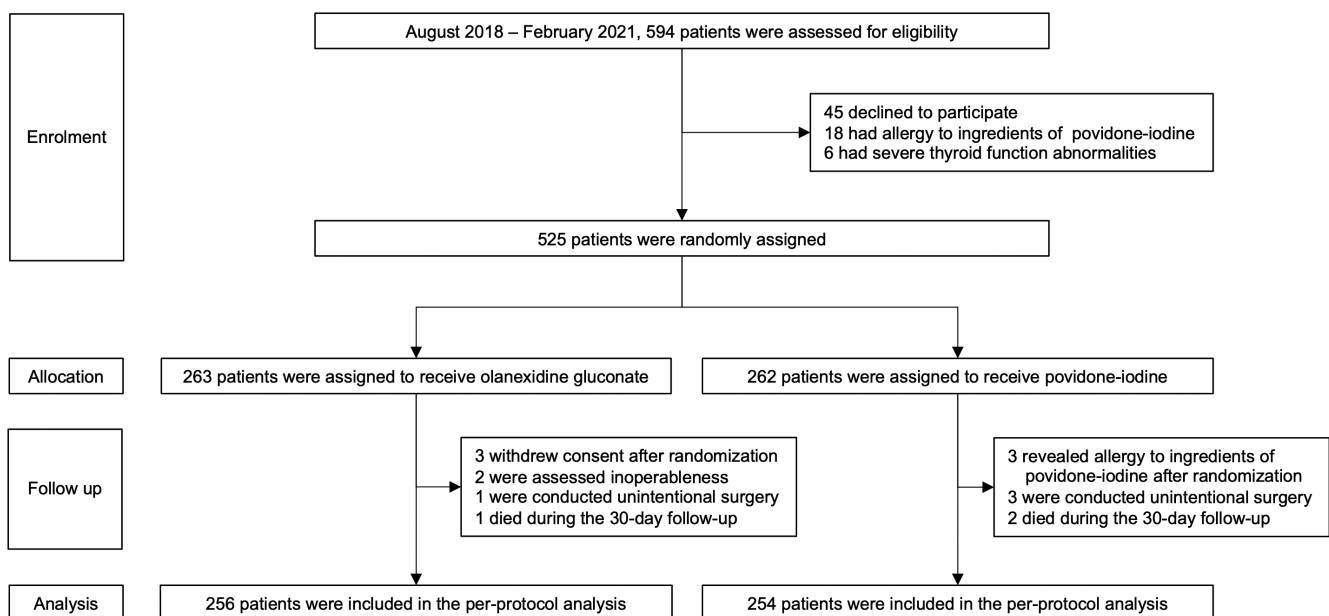 August 2018 – February 2021, 594 patients were assessed for eligibility
Enrolment
45 declined to participate
18 had allergy to ingredients of povidone-iodine
6 had severe thyroid function abnormalities
525 patients were randomly assigned
Allocation
263 patients were assigned to receive olanexidine gluconate
262 patients were assigned to receive povidone-iodine
Follow up
3 withdrew consent after randomization
2 were assessed inoperableness
1 were conducted unintentional surgery
1 died during the 30-day follow-up
3 revealed allergy to ingredients of
povidone-iodine after randomization
3 were conducted unintentional surgery
2 died during the 30-day follow-up
Analysis
256 patients were included in the per-protocol analysis
254 patients were included in the per-protocol analysis